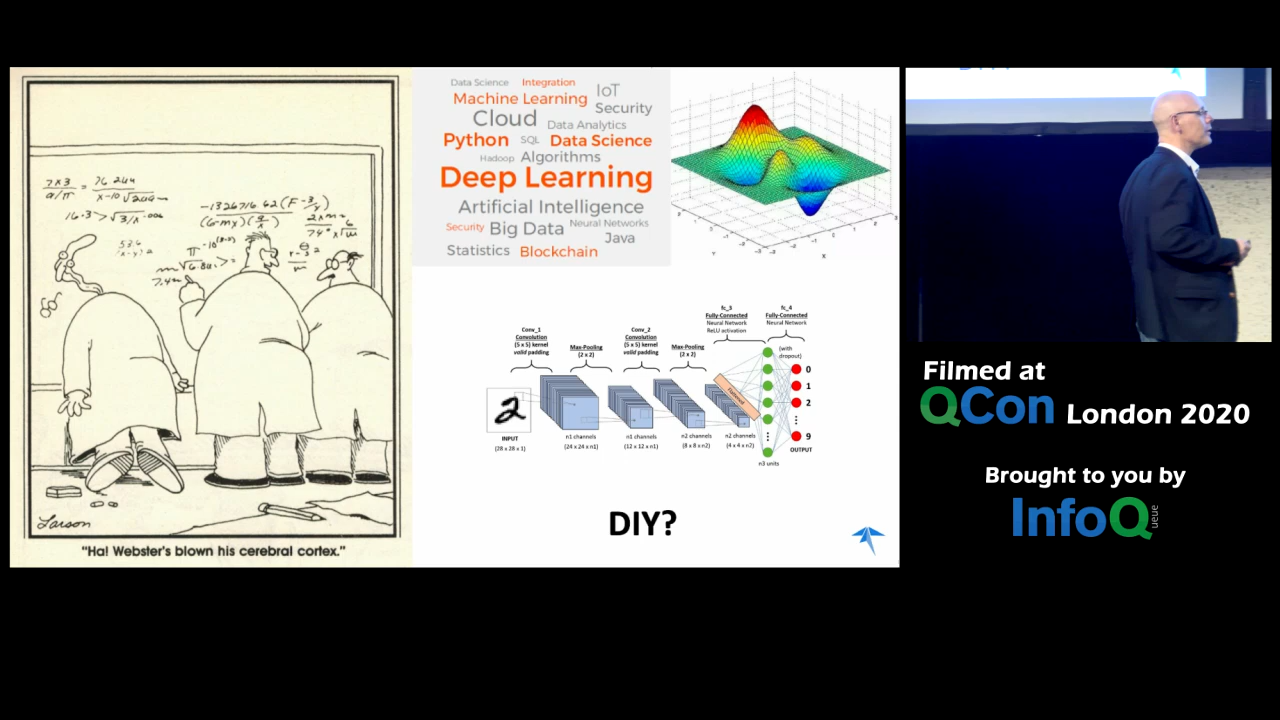 Larson
"Ha! Webster's blown his cerebral cortex."
Data Science Integration IoT
Machine Learning Security
Cloud Data Analytics
Python SQL Data Science
Hadoop Algorithms
Deep Learning
Artificial Intelligence
Security Big Data Neural Networks
Java
Statistics Blockchain
Y
X
Conv_1
Convolution
(5 x 5) kernel
valid padding
Max-Pooling
(2 x 2)
Conv_2
Convolution
(5 x 5) kernel
valid padding
Max-Pooling
(2 x 2)
fc_3
Fully-Connected
Neural Network
ReLU activation
fc_4
Fully-Connected
Neural Network
(with
dropout)
2
INPUT
(28 x 28 x 1)
n1 channels
(24 x 24 x n1)
n1 channels
(12 x 12 x n1)
n2 channels
(8 x 8 x n2)
n2 channels
(4 x 4 x n2)
Flattened
n3 units
0
1
2
9
OUTPUT
DIY?
Filmed at
QCon London 2020
Brought to you by
InfoQueue